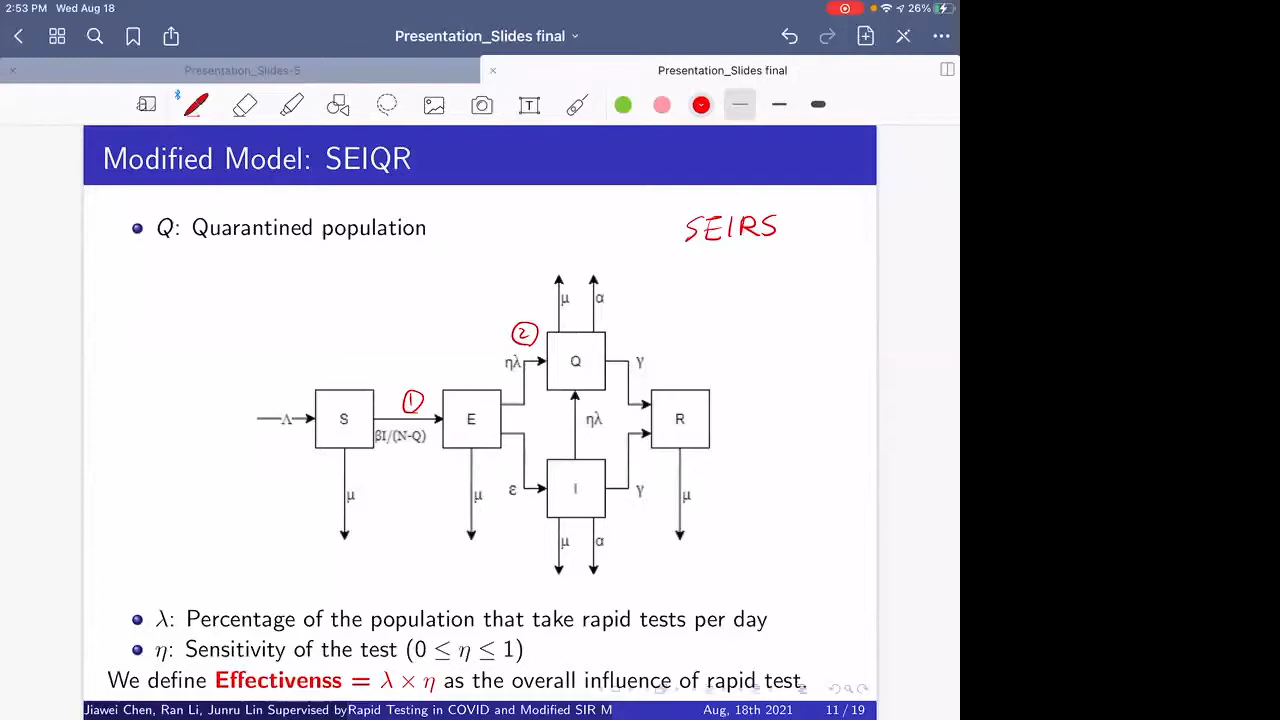 2:53 PM Wed Aug 18
26%
Presentation_Slides final
Presentation_Slides-5
Presentation_Slides final
T
Modified Model: SEIQR
Q: Quarantined population
SEIRS
μ
α
②
ηλ
Q
γ
①
Λ
S
βI/(N-Q)
E
ηλ
R
μ
μ
ε
I
γ
μ
μ
α
λ: Percentage of the population that take rapid tests per day
η: Sensitivity of the test (0 ≤ η ≤ 1)
We define Effectivenss = λ × η as the overall influence of rapid test.
Jiawei Chen, Ran Li, Junru Lin Supervised by Rapid Testing in COVID and Modified SIR M
Aug, 18th 2021
11 / 19